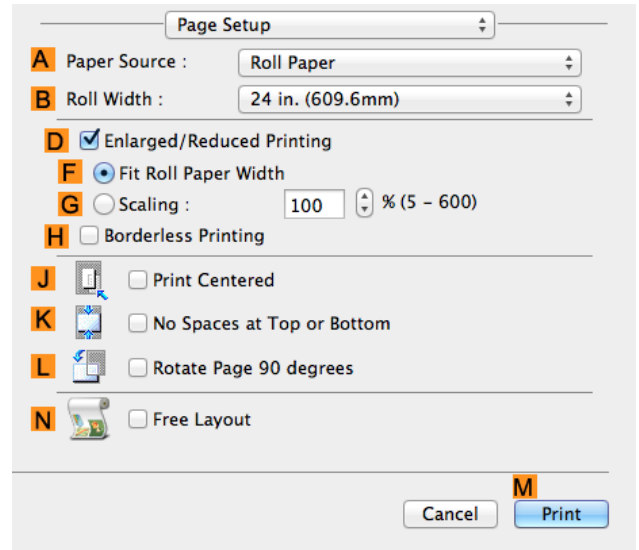 Page Setup
A Paper Source : Roll Paper
B Roll Width : 24 in. (609.6mm)
D Enlarged/Reduced Printing
F Fit Roll Paper Width
G Scaling : 100 % (5 - 600)
H Borderless Printing
J Print Centered
K No Spaces at Top or Bottom
L Rotate Page 90 degrees
N Free Layout
M
Cancel Print